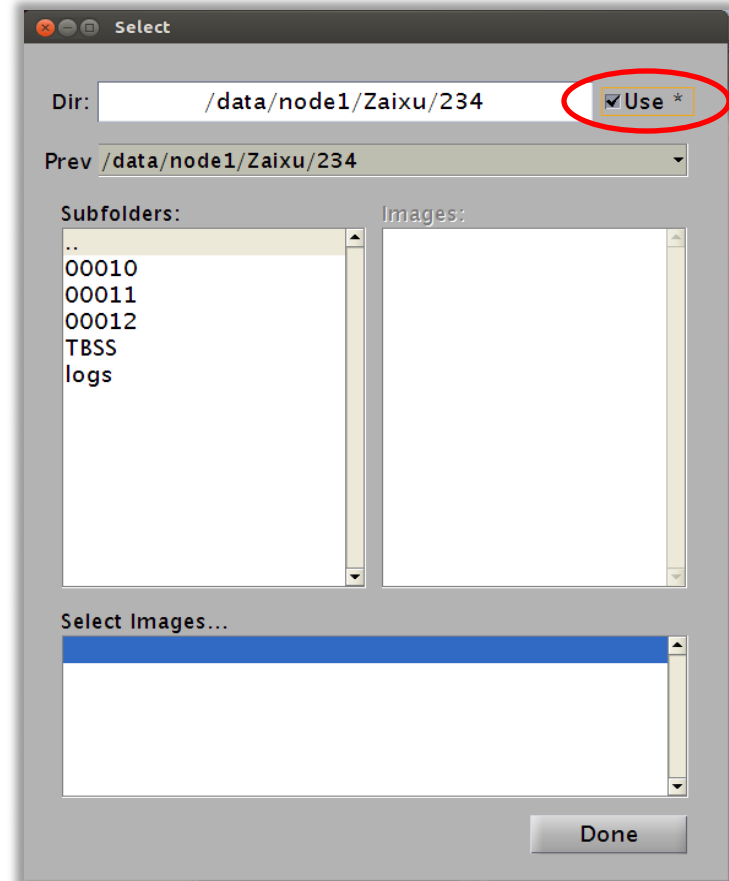 Select
Dir: /data/node1/Zaixu/234 Use *
Prev /data/node1/Zaixu/234
Subfolders: Images:
..
00010
00011
00012
TBSS
logs
Select Images...
Done